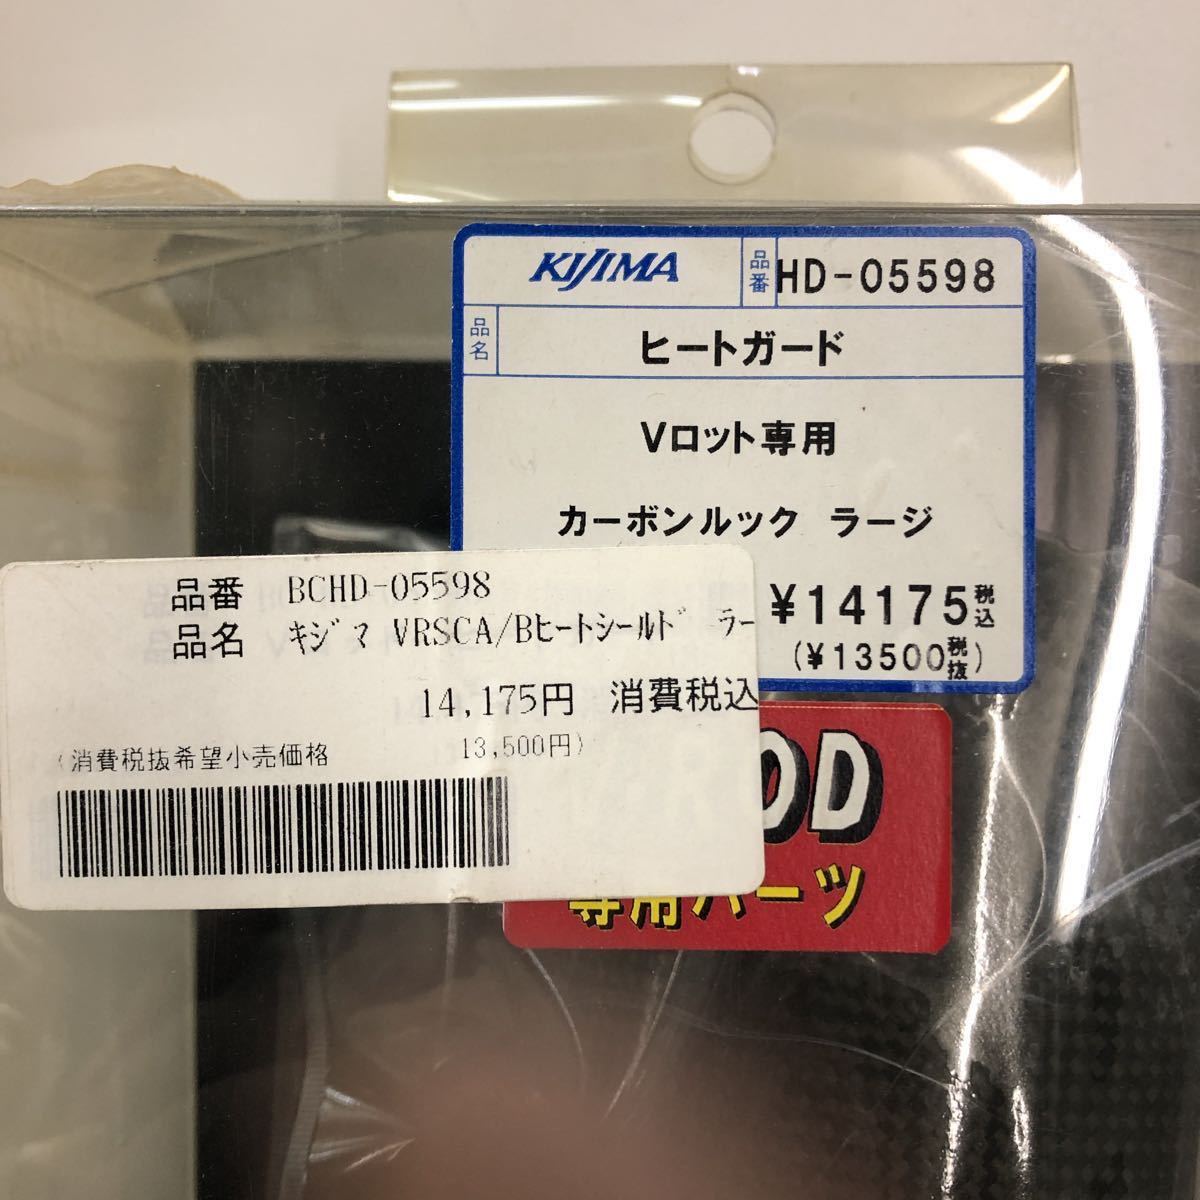 KIJIMA 品番 HD-05598
品名 ヒートガード
Vロット専用
カーボンルック ラージ
¥14175税込
(¥13500税抜)
品番 BCHD-05598
品名 ｷｼﾞﾏ VRSCA/Bﾋｰﾄｼｰﾙﾄﾞ ﾗｰ
14,175円 消費税込
(消費税抜希望小売価格 13,500円)
OD
専用パーツ